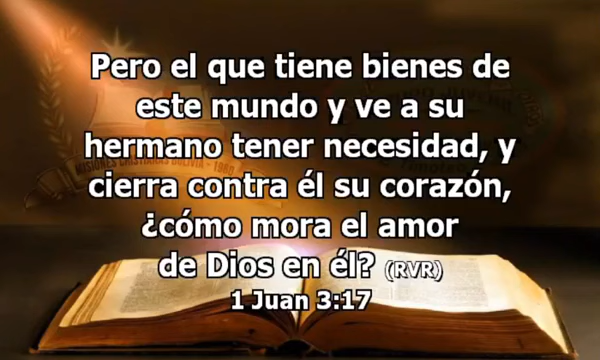 Pero el que tiene bienes de
este mundo y ve a su
hermano tener necesidad, y
cierra contra él su corazón,
¿cómo mora el amor
de Dios en él? (RVR)
1 Juan 3:17